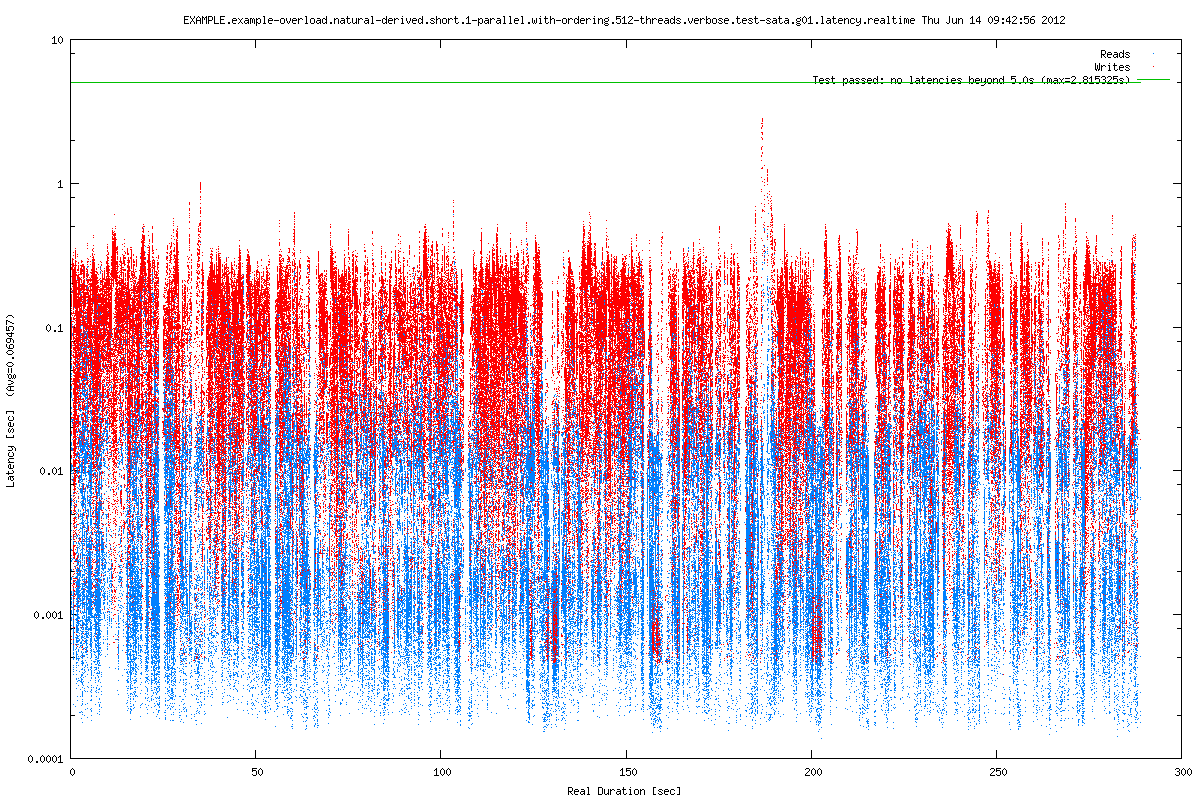 EXAMPLE.example-overload.natural-derived.short.1-parallel.with-ordering.512-threads.verbose.test-sata.g01.latency.realtime Thu Jun 14 09:42:56 2012
Reads
Writes
Test passed: no latencies beyond 5.0s (max=2.815325s)
10
1
0.1
0.01
0.001
0.0001
Latency [sec] (Avg=0.069457)
0 50 100 150 200 250 300
Real Duration [sec]